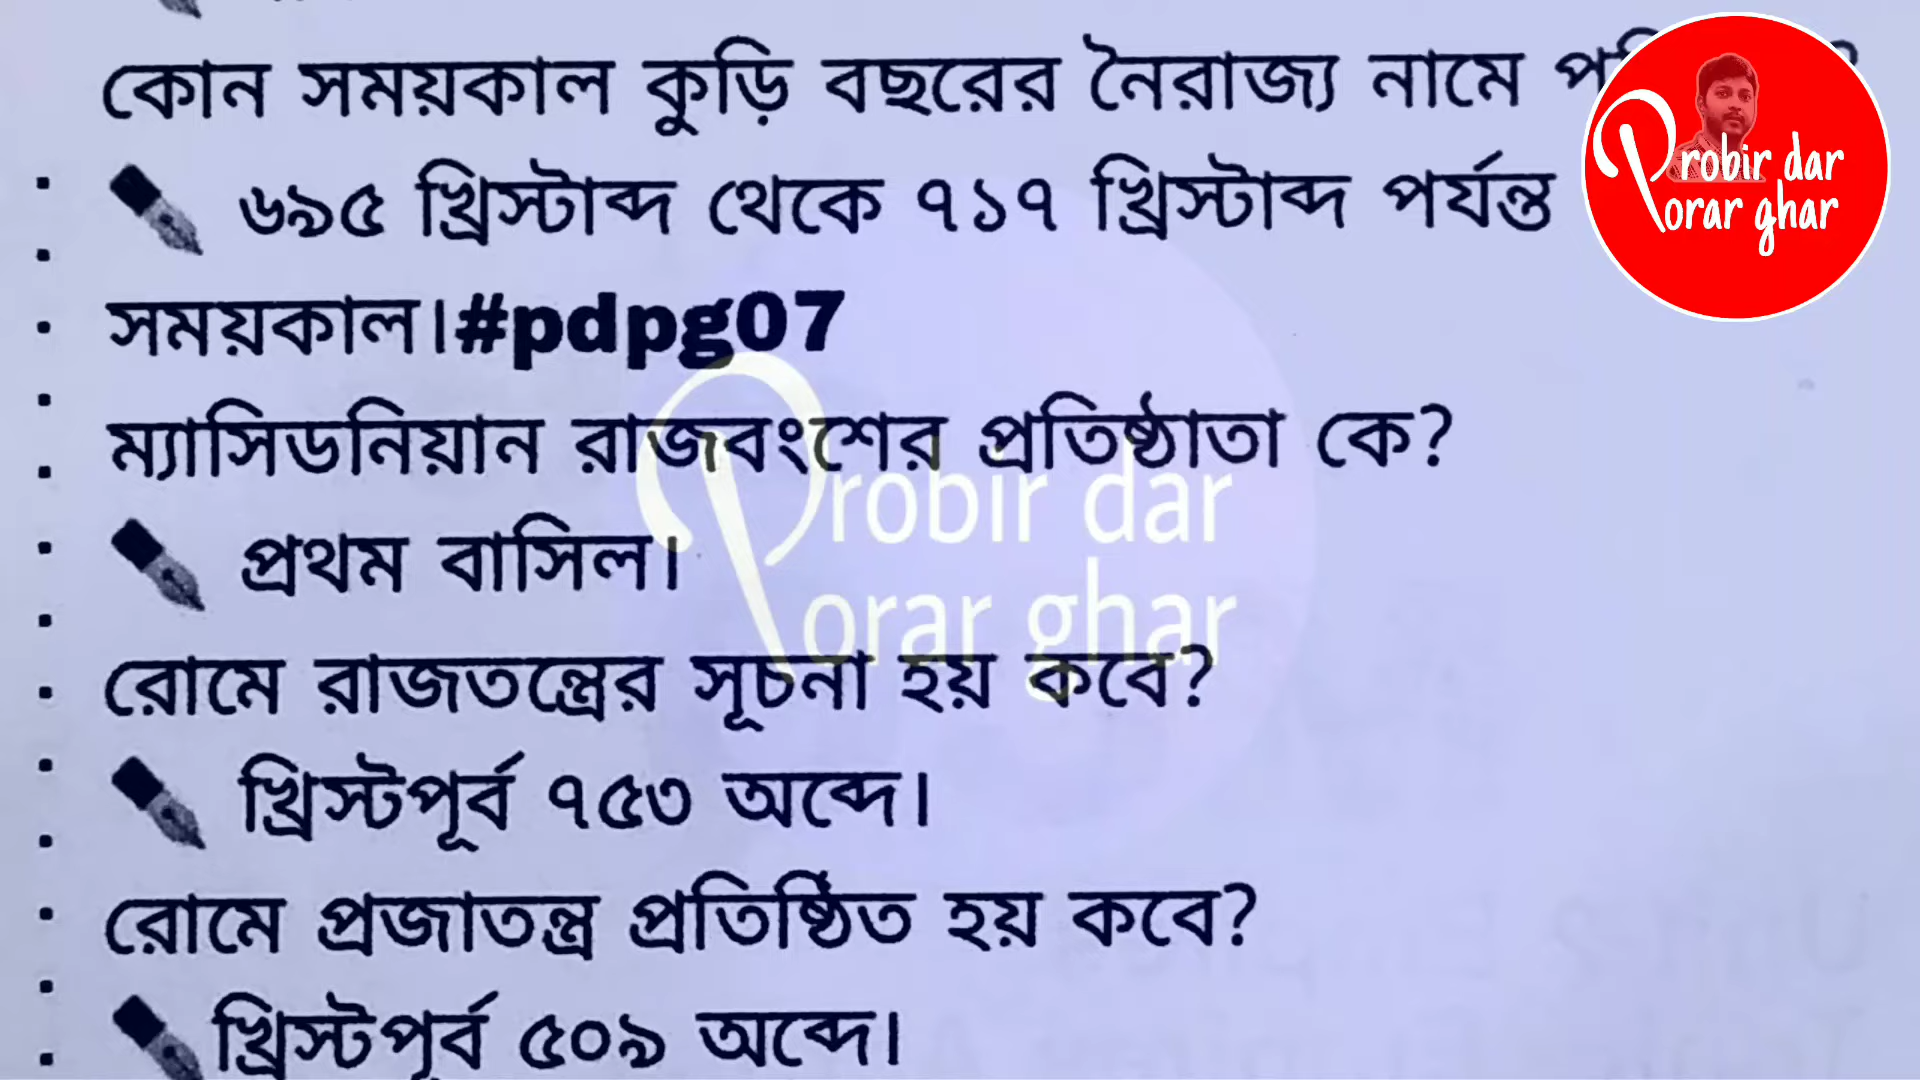 কোন সময়কাল কুড়ি বছরের নৈরাজ্য নামে
৬৯৫ খ্রিস্টাব্দ থেকে ৭১৭ খ্রিস্টাব্দ পর্যন্ত
সময়কাল।#pdpg07
ম্যাসিডনিয়ান রাজবংশের প্রতিষ্ঠাতা কে?
প্রথম বাসিল।
রোমে রাজতন্ত্রের সূচনা হয় কবে?
খ্রিস্টপূর্ব ৭৫৩ অব্দে।
রোমে প্রজাতন্ত্র প্রতিষ্ঠিত হয় কবে?
খ্রিস্টপূর্ব ৫০৯ অব্দে।
Probir dar
Porar ghar
Probir dar
Porar ghar